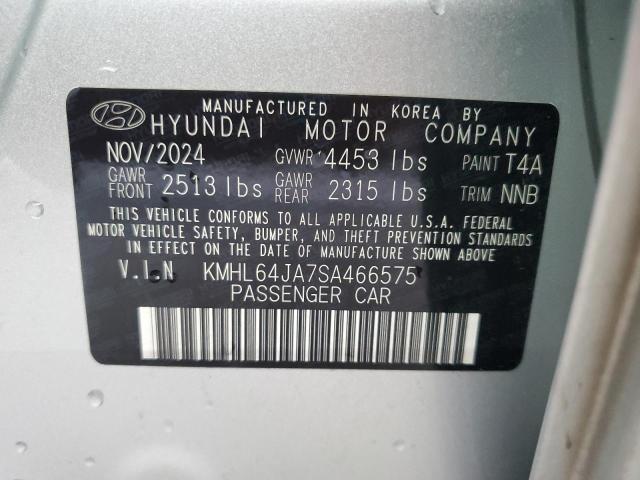 MANUFACTURED IN KOREA BY
HYUNDAI MOTOR COMPANY
NOV/2024 GVWR 4453 lbs PAINT T4A
GAWR FRONT 2513 lbs GAWR REAR 2315 lbs TRIM NNB
THIS VEHICLE CONFORMS TO ALL APPLICABLE U.S.A. FEDERAL
MOTOR VEHICLE SAFETY, BUMPER, AND THEFT PREVENTION STANDARDS
IN EFFECT ON THE DATE OF MANUFACTURE SHOWN ABOVE.
V.I.N KMHL64JA7SA466575
PASSENGER CAR